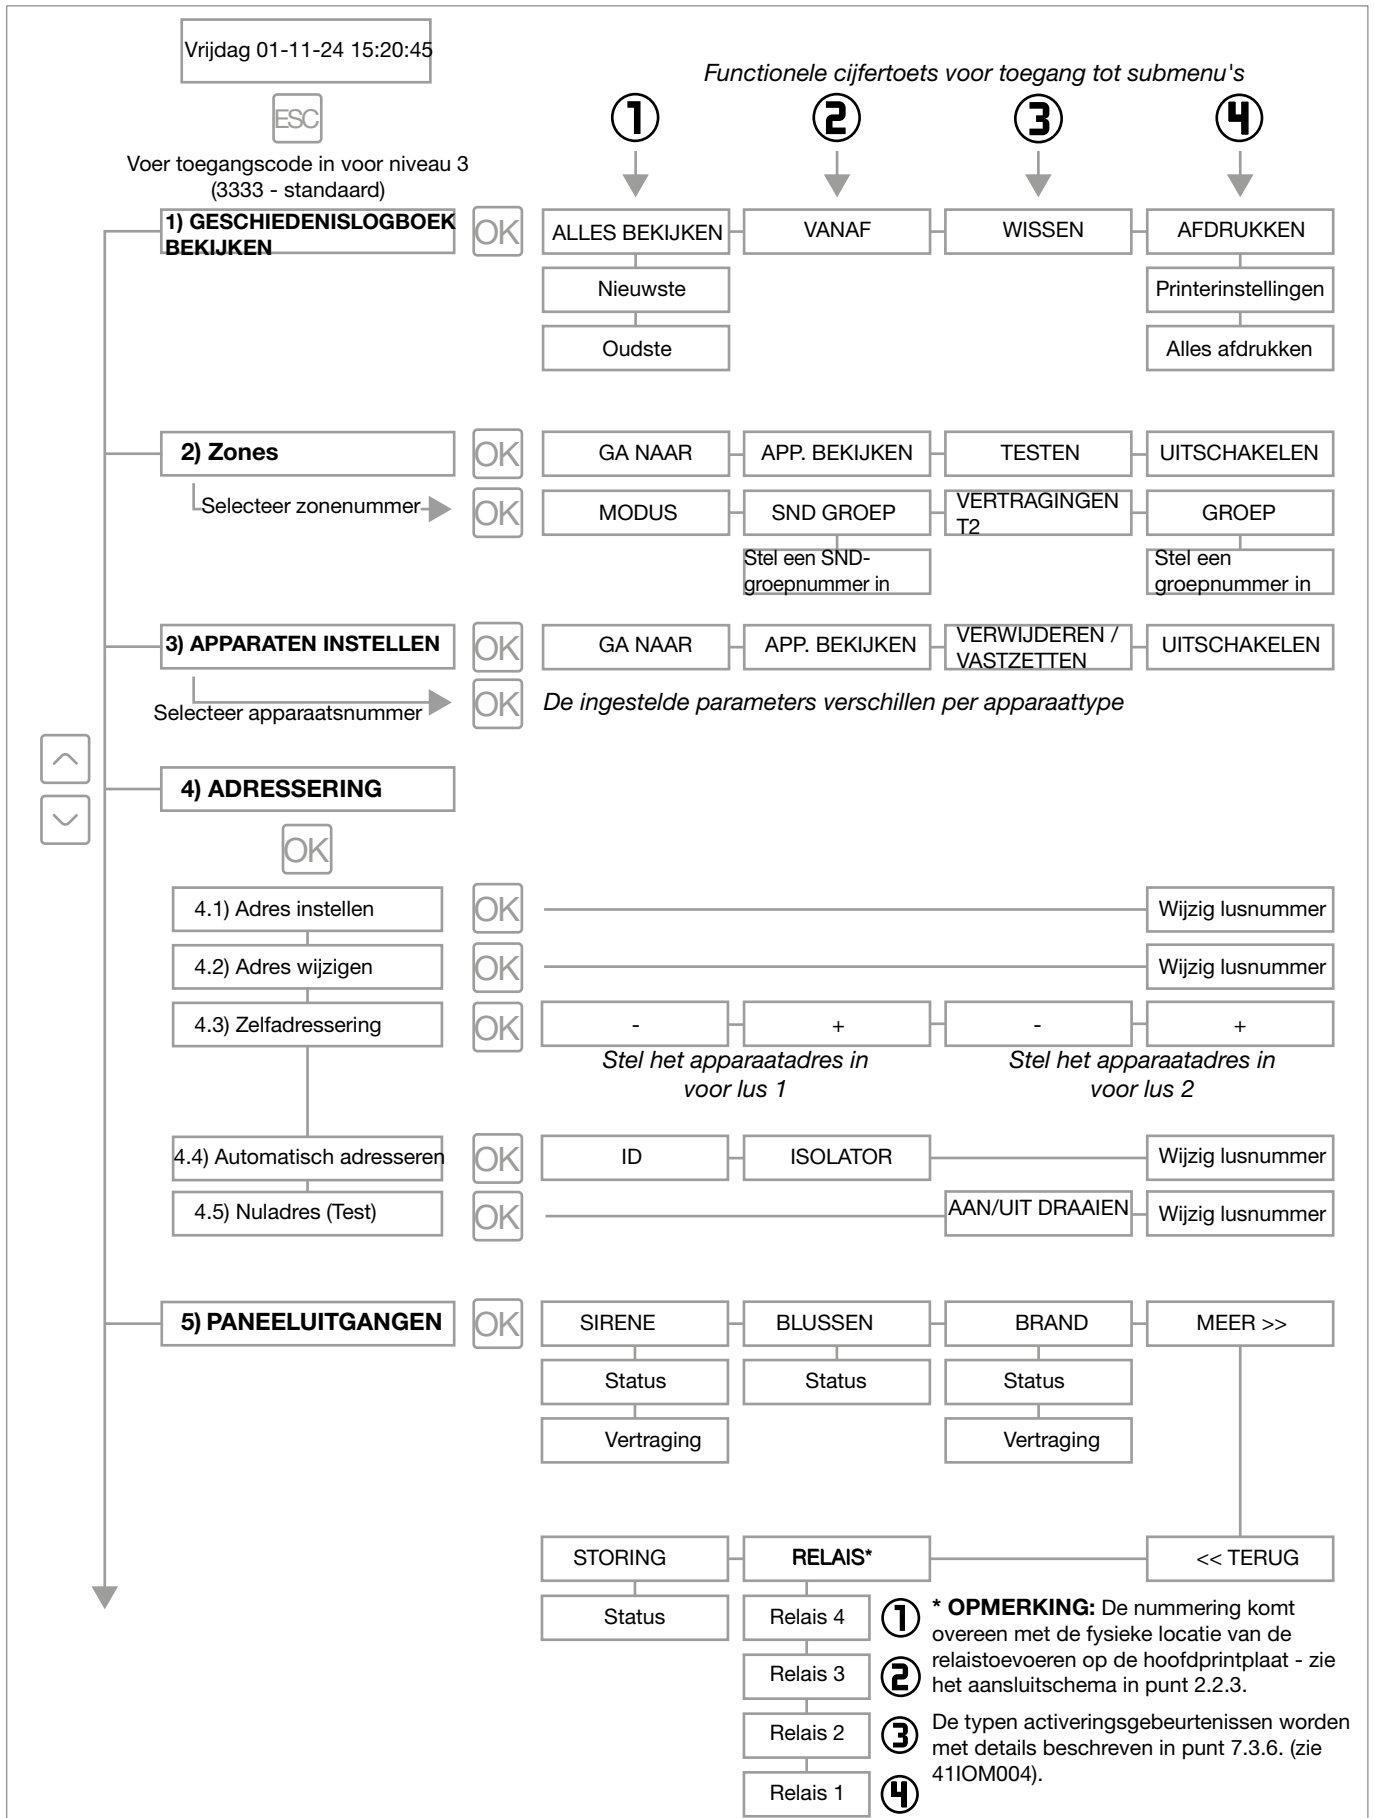 Vrijdag 01-11-24 15:20:45
Functionele cijfertoets voor toegang tot submenu's
ESC
1
2
3
4
Voer toegangscode in voor niveau 3
(3333 - standaard)
1) GESCHIEDENISLOGBOEK
BEKIJKEN
OK
ALLES BEKIJKEN
VANAF
WISSEN
AFDRUKKEN
Nieuwste
Printerinstellingen
Oudste
Alles afdrukken
2) Zones
OK
GA NAAR
APP. BEKIJKEN
TESTEN
UITSCHAKELEN
Selecteer zonenummer
OK
MODUS
SND GROEP
VERTRAGINGEN
T2
GROEP
Stel een SND-
groepnummer in
Stel een
groepnummer in
3) APPARATEN INSTELLEN
OK
GA NAAR
APP. BEKIJKEN
VERWIJDEREN /
VASTZETTEN
UITSCHAKELEN
Selecteer apparaatsnummer
OK
De ingestelde parameters verschillen per apparaattype
4) ADRESSERING
OK
4.1) Adres instellen
OK
Wijzig lusnummer
4.2) Adres wijzigen
OK
Wijzig lusnummer
4.3) Zelfadressering
OK
-
+
-
+
Stel het apparaatadres in
voor lus 1
Stel het apparaatadres in
voor lus 2
4.4) Automatisch adresseren
OK
ID
ISOLATOR
Wijzig lusnummer
4.5) Nuladres (Test)
OK
AAN/UIT DRAAIEN
Wijzig lusnummer
5) PANEELUITGANGEN
OK
SIRENE
BLUSSEN
BRAND
MEER >>
Status
Status
Status
Vertraging
Vertraging
STORING
RELAIS*
<< TERUG
Status
Relais 4
1
Relais 3
2
Relais 2
3
Relais 1
4
* OPMERKING: De nummering komt
overeen met de fysieke locatie van de
relaistoevoeren op de hoofdprintplaat - zie
het aansluitschema in punt 2.2.3.
De typen activeringsgebeurtenissen worden
met details beschreven in punt 7.3.6. (zie
41IOM004).